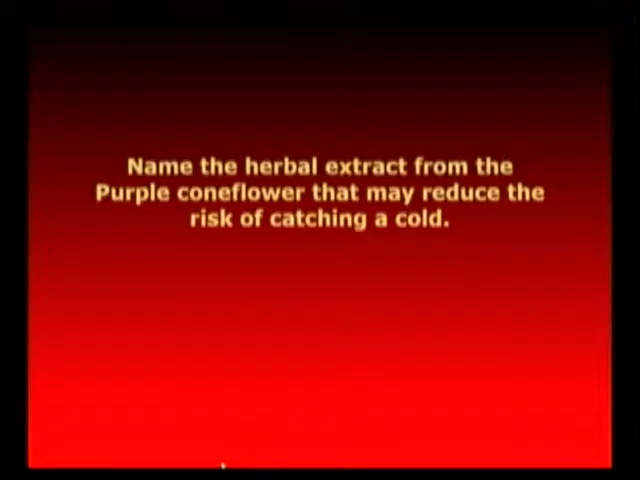 Name the herbal extract from the
Purple coneflower that may reduce the
risk of catching a cold.